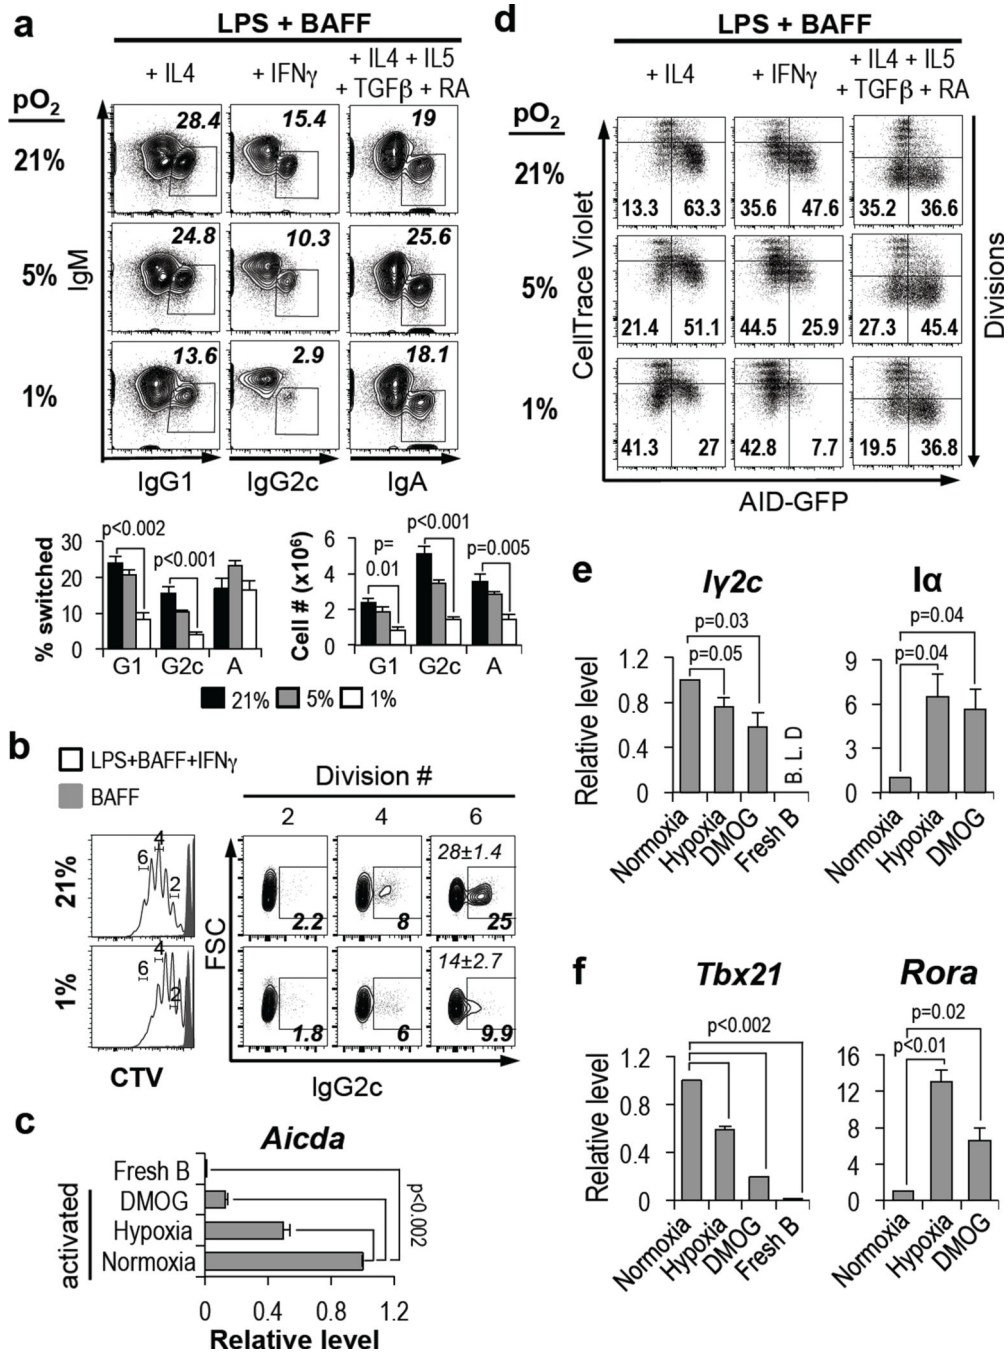 a
LPS + BAFF
+ IL4
+ IFNγ
+ IL4 + IL5
+ TGFβ + RA
pO2
21%
5%
1%
28.4
15.4
19
24.8
10.3
25.6
13.6
2.9
18.1
IgM
IgG1
IgG2c
IgA
p<0.002
p<0.001
% switched
30
20
10
0
G1
G2c
A
p=
0.01
p<0.001
p=0.005
Cell # (x10⁶)
6
4
2
0
G1
G2c
A
21%
5%
1%
b
LPS+BAFF+IFNγ
BAFF
Division #
2
4
6
21%
1%
6
4
2
6
4
2
CTV
FSC
2.2
8
28±1.4
25
1.8
6
14±2.7
9.9
IgG2c
c
Aicda
activated
Fresh B
DMOG
Hypoxia
Normoxia
p<0.002
0
0.4
0.8
1.2
Relative level
d
LPS + BAFF
+ IL4
+ IFNγ
+ IL4 + IL5
+ TGFβ + RA
pO2
21%
5%
1%
CellTrace Violet
Divisions
13.3
63.3
35.6
47.6
35.2
36.6
21.4
51.1
44.5
25.9
27.3
45.4
41.3
27
42.8
7.7
19.5
36.8
AID-GFP
e
Iγ2c
p=0.03
p=0.05
Relative level
1.2
0.8
0.4
0
B. L. D
Normoxia
Hypoxia
DMOG
Fresh B
Iα
p=0.04
p=0.04
9
6
3
0
Normoxia
Hypoxia
DMOG
f
Tbx21
p<0.002
Relative level
1.2
0.8
0.4
0
Normoxia
Hypoxia
DMOG
Fresh B
Rora
p=0.02
p<0.01
16
12
8
4
0
Normoxia
Hypoxia
DMOG